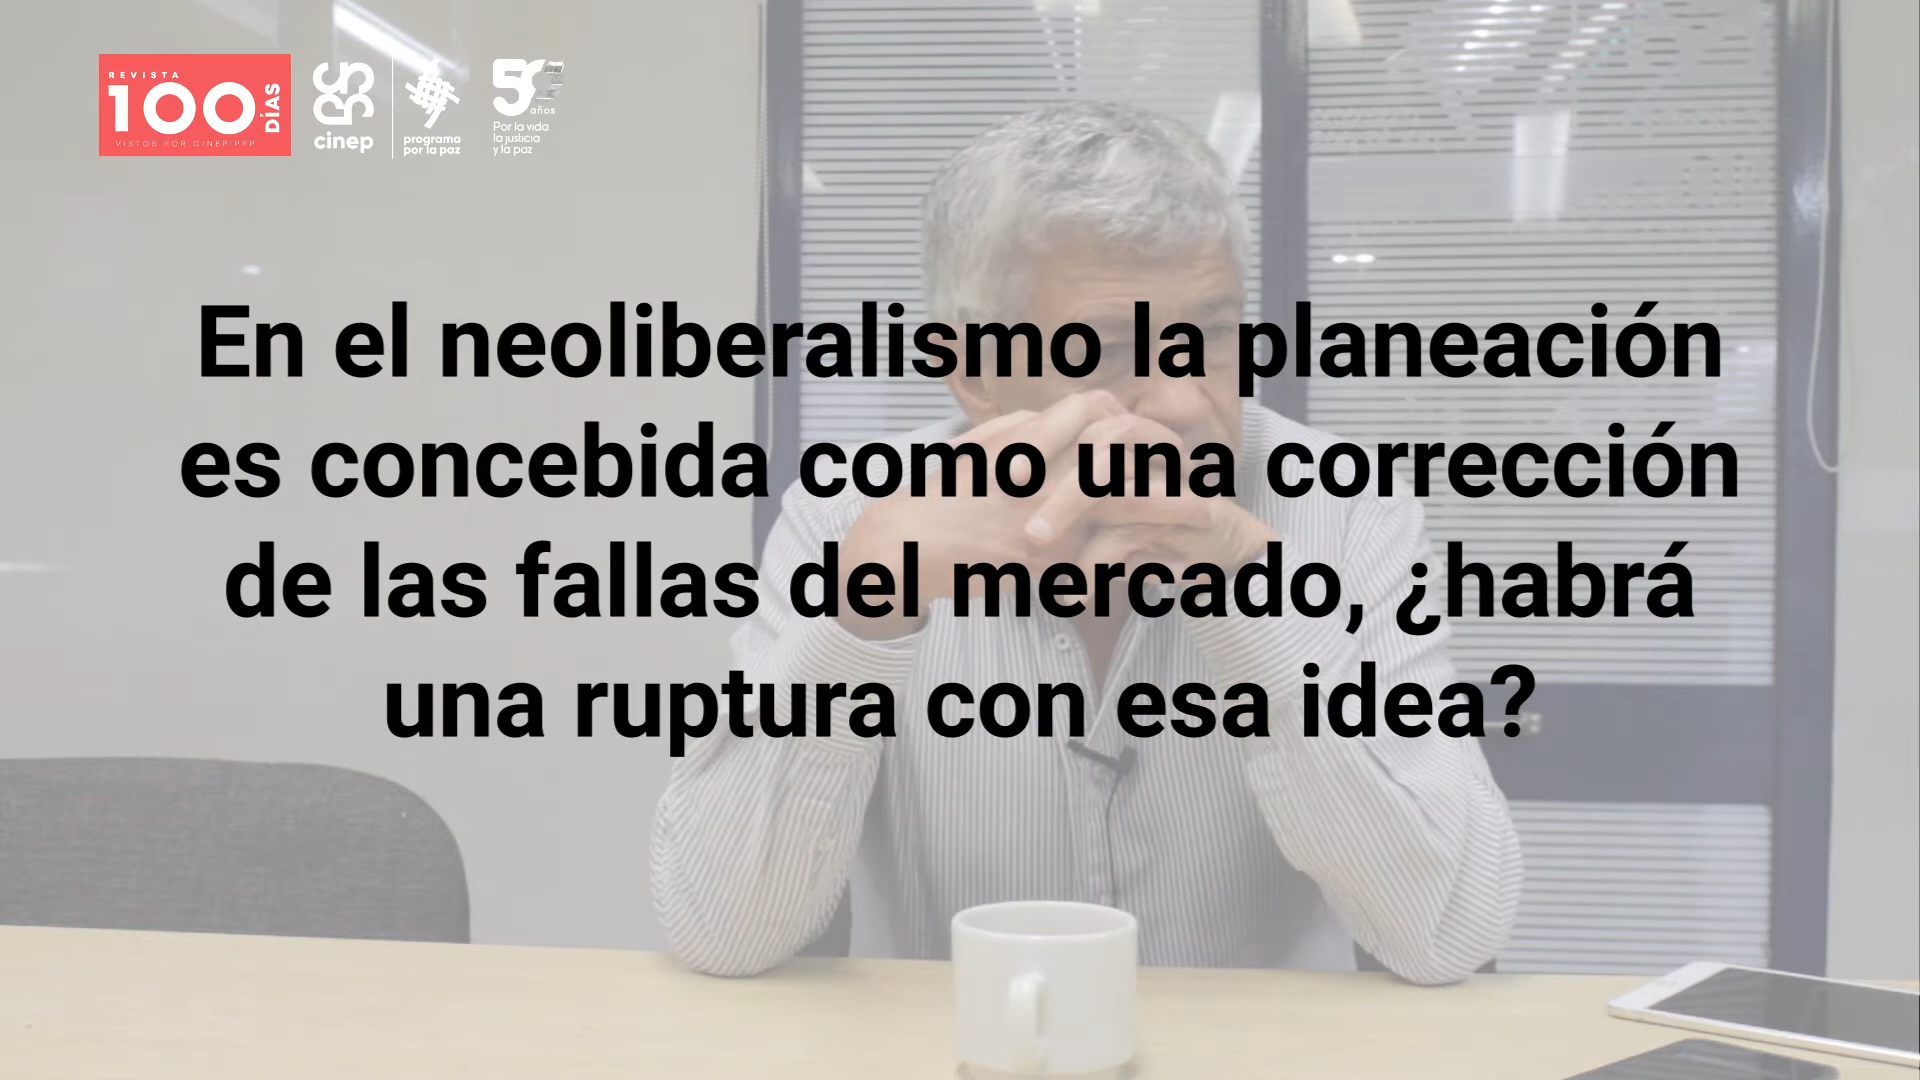 REVISTA
100 DÍAS
VISTOS POR CINEP/PPP
cinep
programa
por la paz
50
años
Por la vida
la justicia
y la paz
En el neoliberalismo la planeación
es concebida como una corrección
de las fallas del mercado, ¿habrá
una ruptura con esa idea?